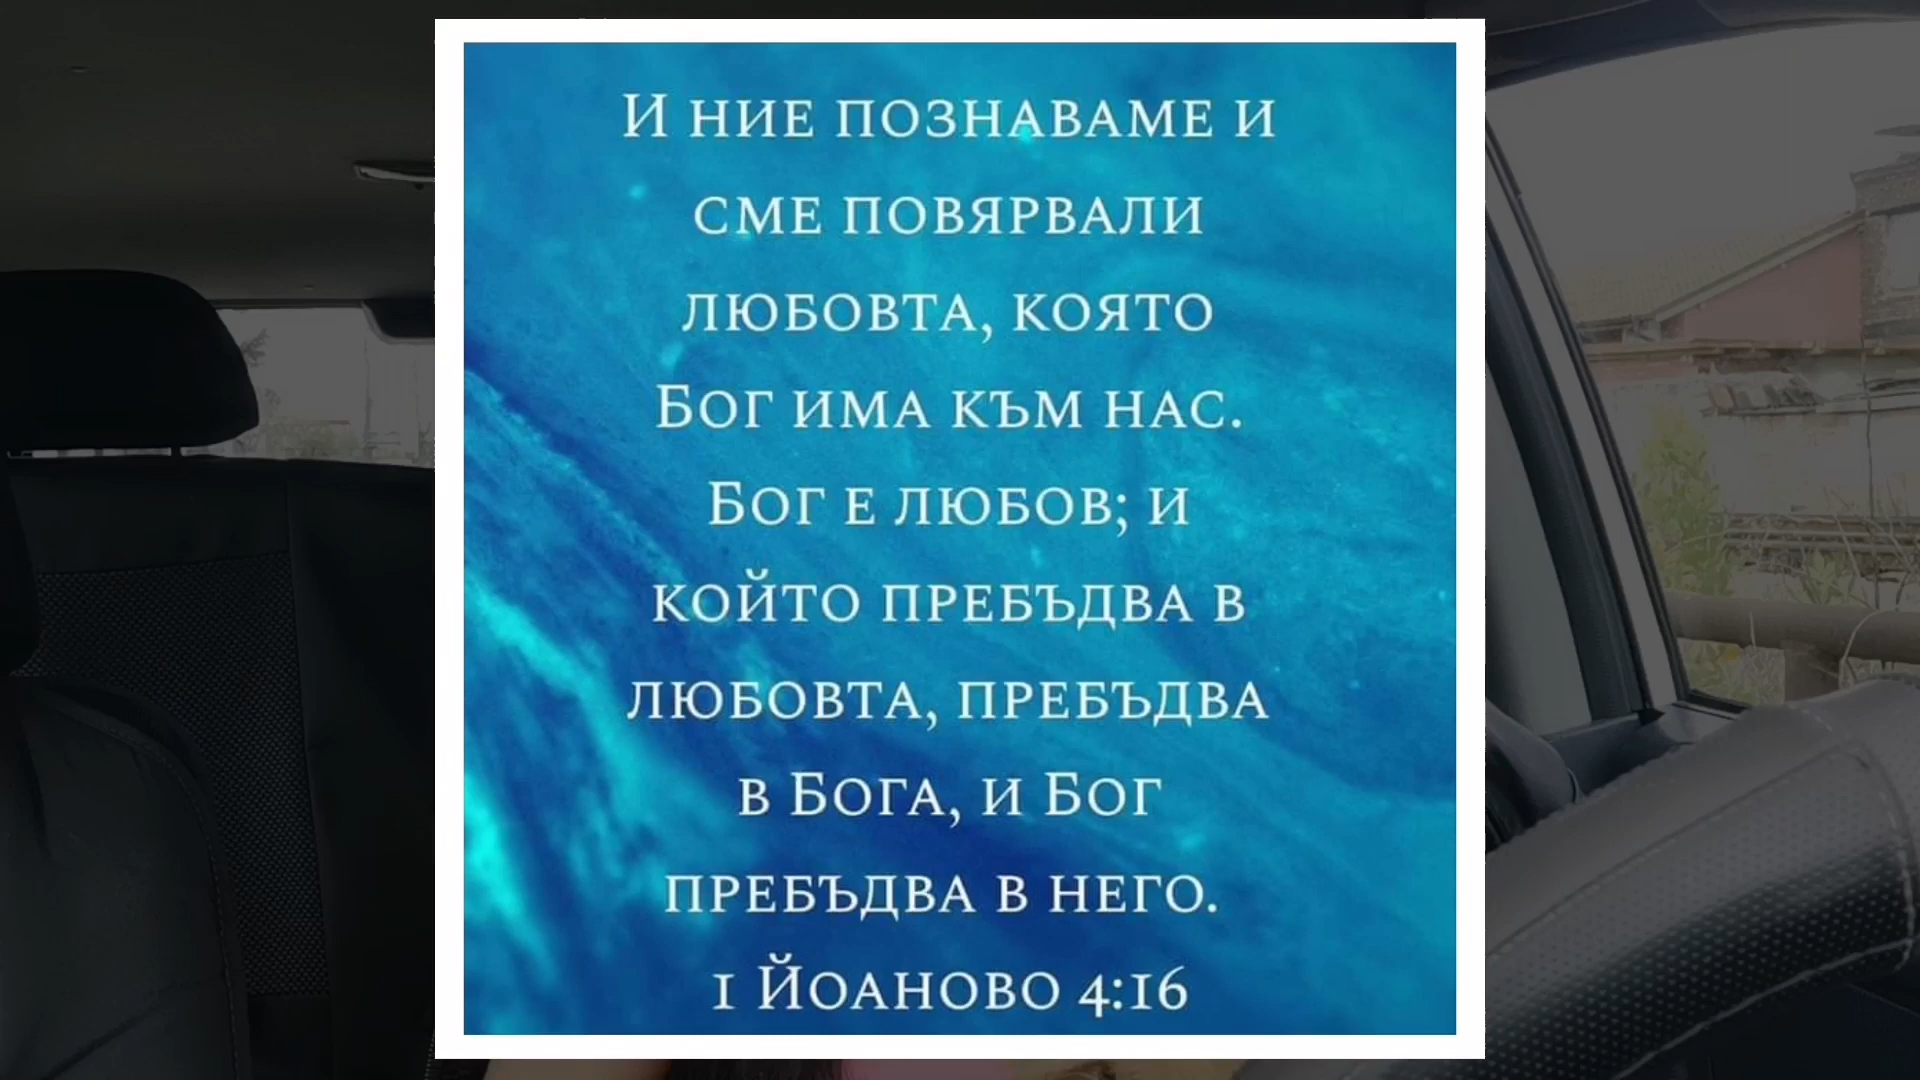 И ние познаваме и
сме повярвали
любовта, която
Бог има към нас.
Бог е любов; и
който пребъдва в
любовта, пребъдва
в Бога, и Бог
пребъдва в него.
1 Йоаново 4:16